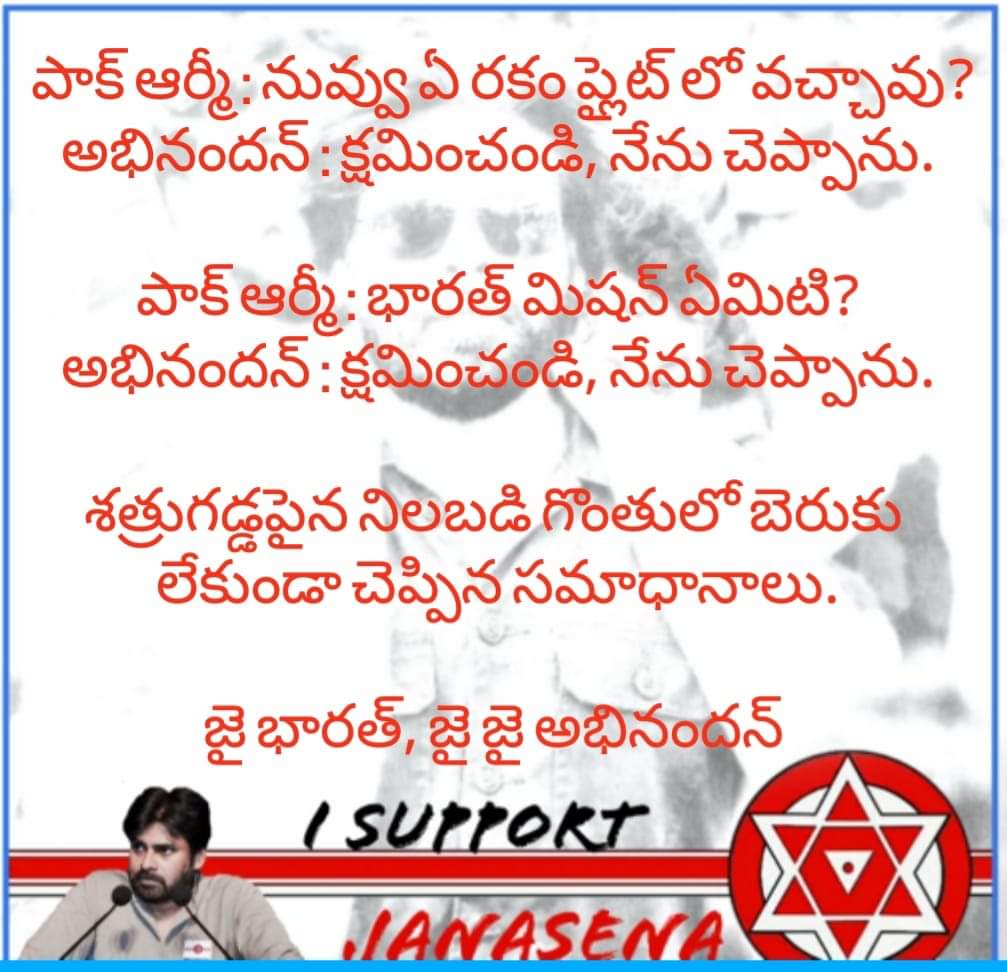 పాక్ ఆర్మీ : నువ్వు ఏ రకం ఫ్లైట్ లో వచ్చావు?
అభినందన్ : క్షమించండి, నేను చెప్పాను.
పాక్ ఆర్మీ : భారత్ మిషన్ ఏమిటి?
అభినందన్ : క్షమించండి, నేను చెప్పాను.
శత్రుగడ్డపైన నిలబడి గొంతులో బెరుకు
లేకుండా చెప్పిన సమాధానాలు.
జై భారత్, జై జై అభినందన్
I SUPPORT
JANASENA